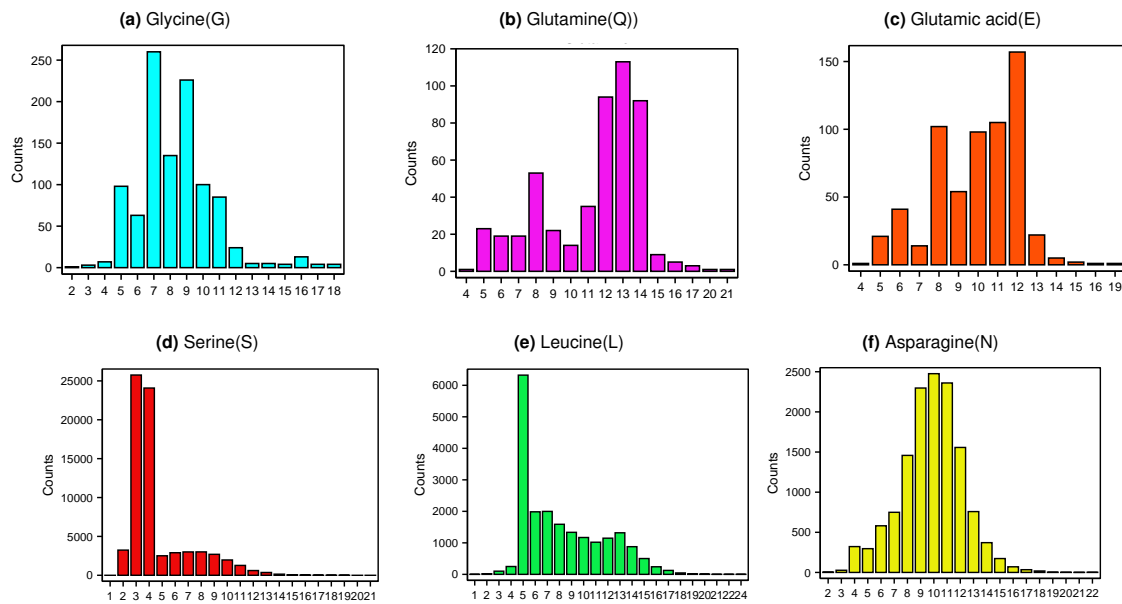 (a) Glycine(G)
(b) Glutamine(Q))
(c) Glutamic acid(E)
Counts
250
200
150
100
50
0
2 3 4 5 6 7 8 9 10 11 12 13 14 15 16 17 18
Counts
120
100
80
60
40
20
0
4 5 6 7 8 9 10 11 12 13 14 15 16 17 20 21
Counts
150
100
50
0
4 5 6 7 8 9 10 11 12 13 14 15 16 19
(d) Serine(S)
(e) Leucine(L)
(f) Asparagine(N)
Counts
25000
20000
15000
10000
5000
0
1 2 3 4 5 6 7 8 9 10 11 12 13 14 15 16 17 18 19 20 21
Counts
6000
5000
4000
3000
2000
1000
0
1 2 3 4 5 6 7 8 9 10 11 12 13 14 15 16 17 18 19 20 21 22 24
Counts
2500
2000
1500
1000
500
0
2 3 4 5 6 7 8 9 10 11 12 13 14 15 16 17 18 19 20 21 22